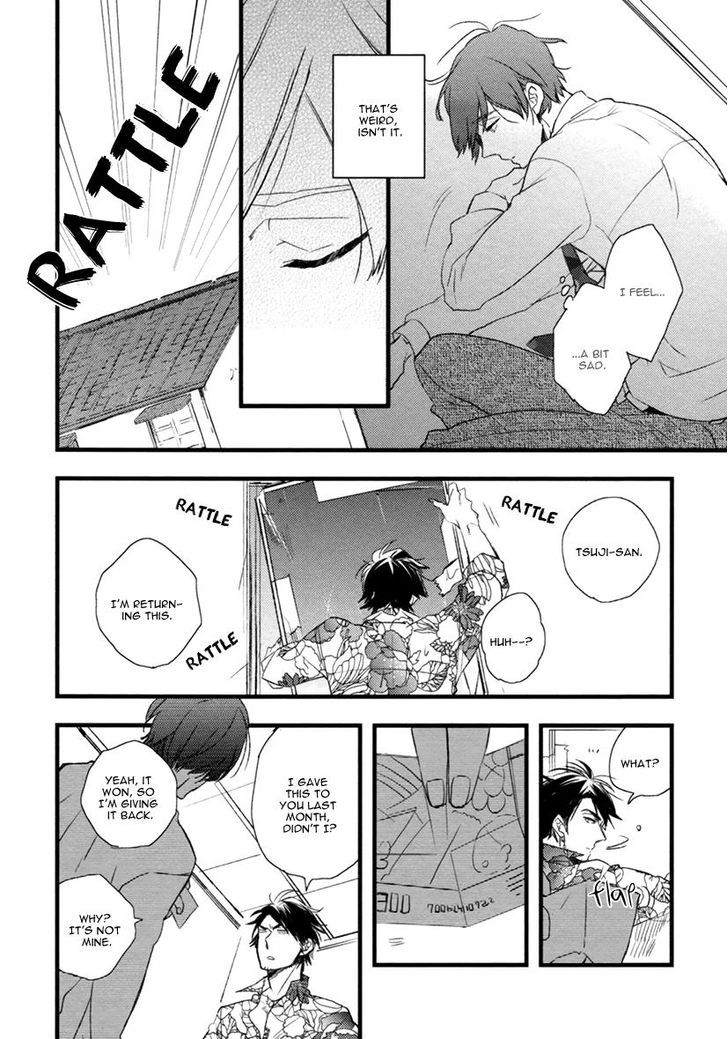 THAT'S
WEIRD,
ISN'T IT.
I FEEL...
...A BIT
SAD.
RATTLE
TSUJI-SAN.
RATTLE
HUH--?
RATTLE
I'M RETURN-
ING THIS.
RATTLE
WHAT?
flap
300
I GAVE
THIS TO
YOU LAST
MONTH,
DIDN'T I?
YEAH, IT
WON, SO
I'M GIVING
IT BACK.
WHY?
IT'S NOT
MINE.